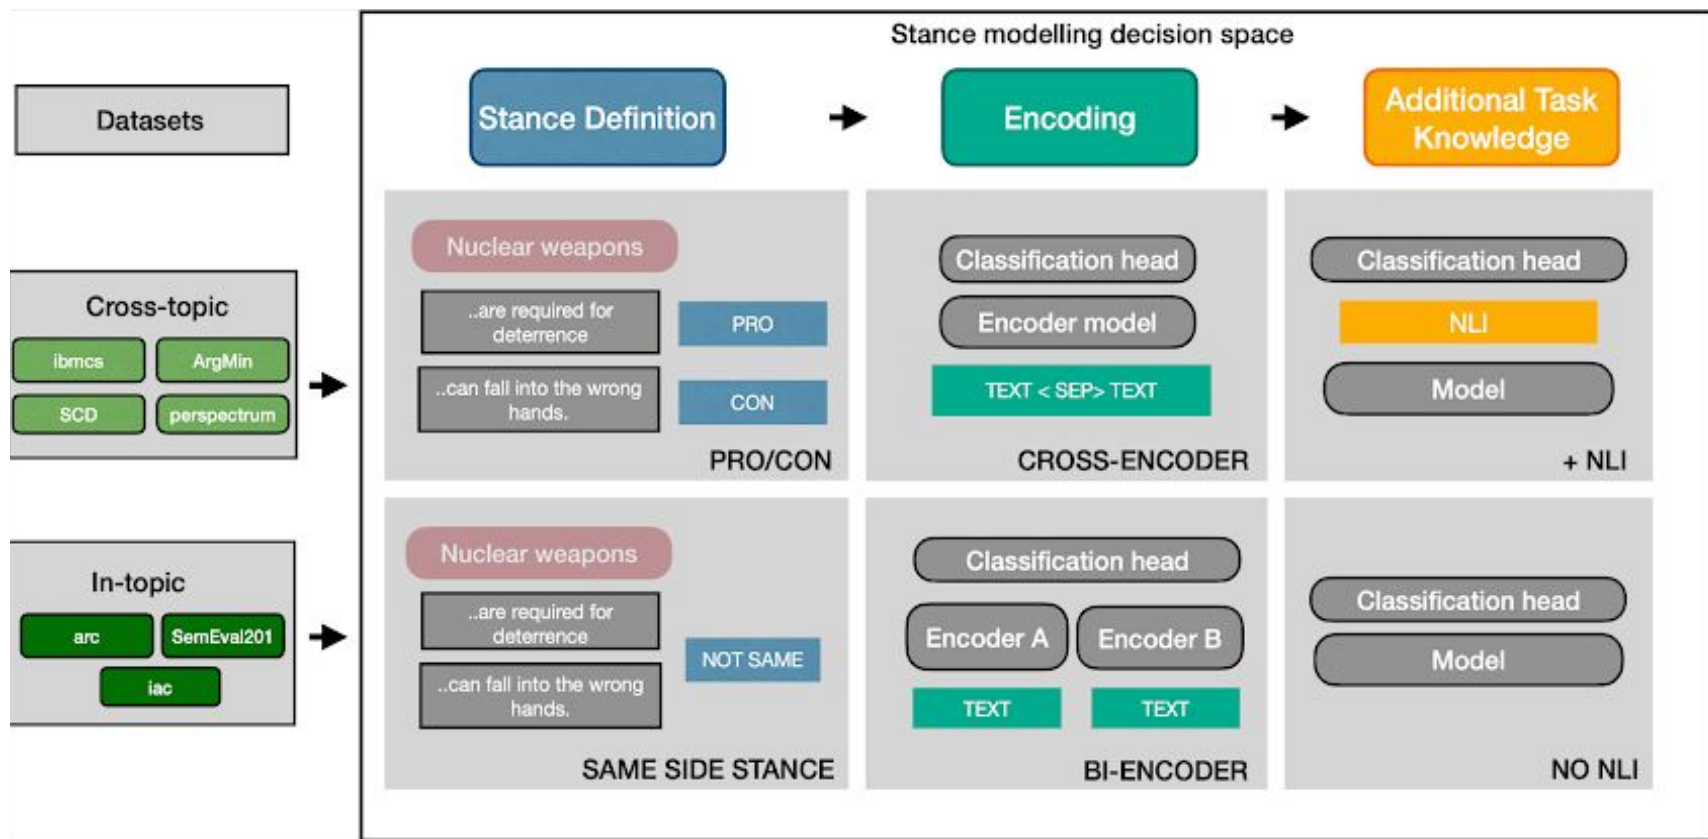 Stance modelling decision space
Datasets
Stance Definition
Encoding
Additional Task
Knowledge
Cross-topic
ibmcs
ArgMin
SCD
perspectrum
Nuclear weapons
..are required for
deterrence
PRO
..can fall into the wrong
hands.
CON
PRO/CON
Classification head
Encoder model
TEXT < SEP> TEXT
CROSS-ENCODER
Classification head
NLI
Model
+ NLI
In-topic
arc
SemEval201
iac
Nuclear weapons
..are required for
deterrence
..can fall into the wrong
hands.
NOT SAME
SAME SIDE STANCE
Classification head
Encoder A
Encoder B
TEXT
TEXT
BI-ENCODER
Classification head
Model
NO NLI